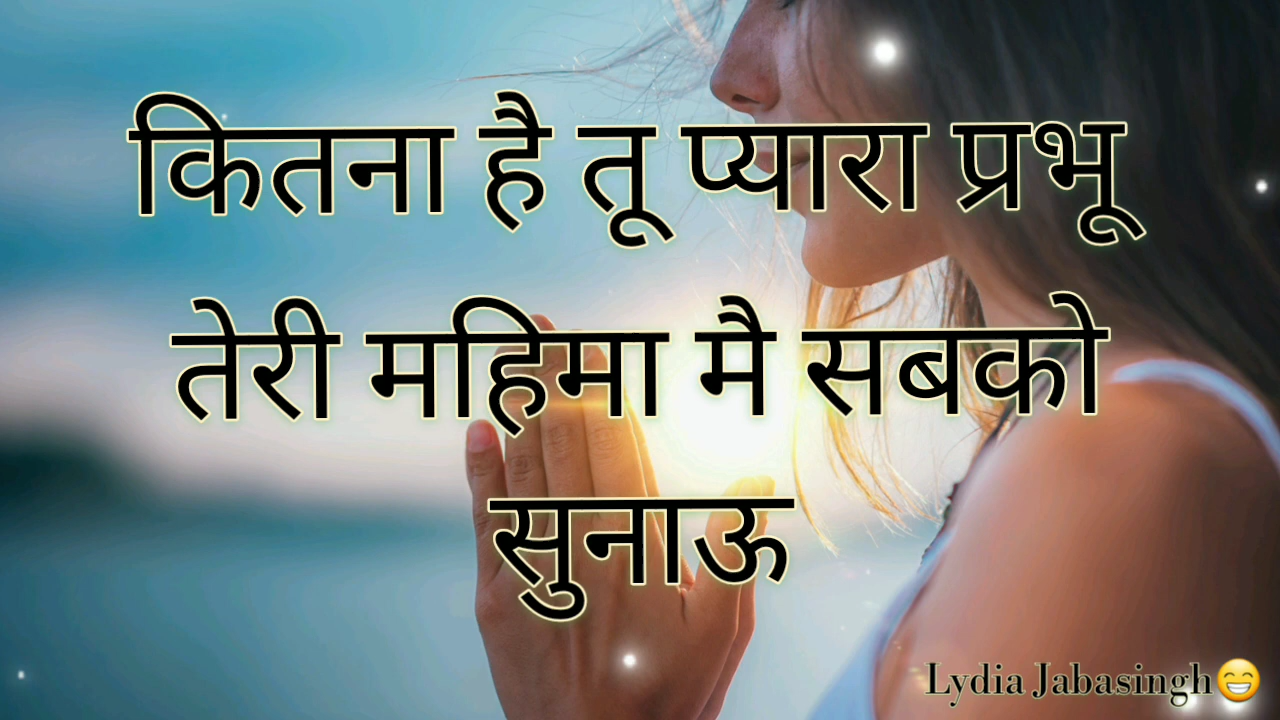 कितना है तू प्यारा प्रभू
तेरी महिमा मै सबको
सुनाऊ
Lydia Jabasingh😁